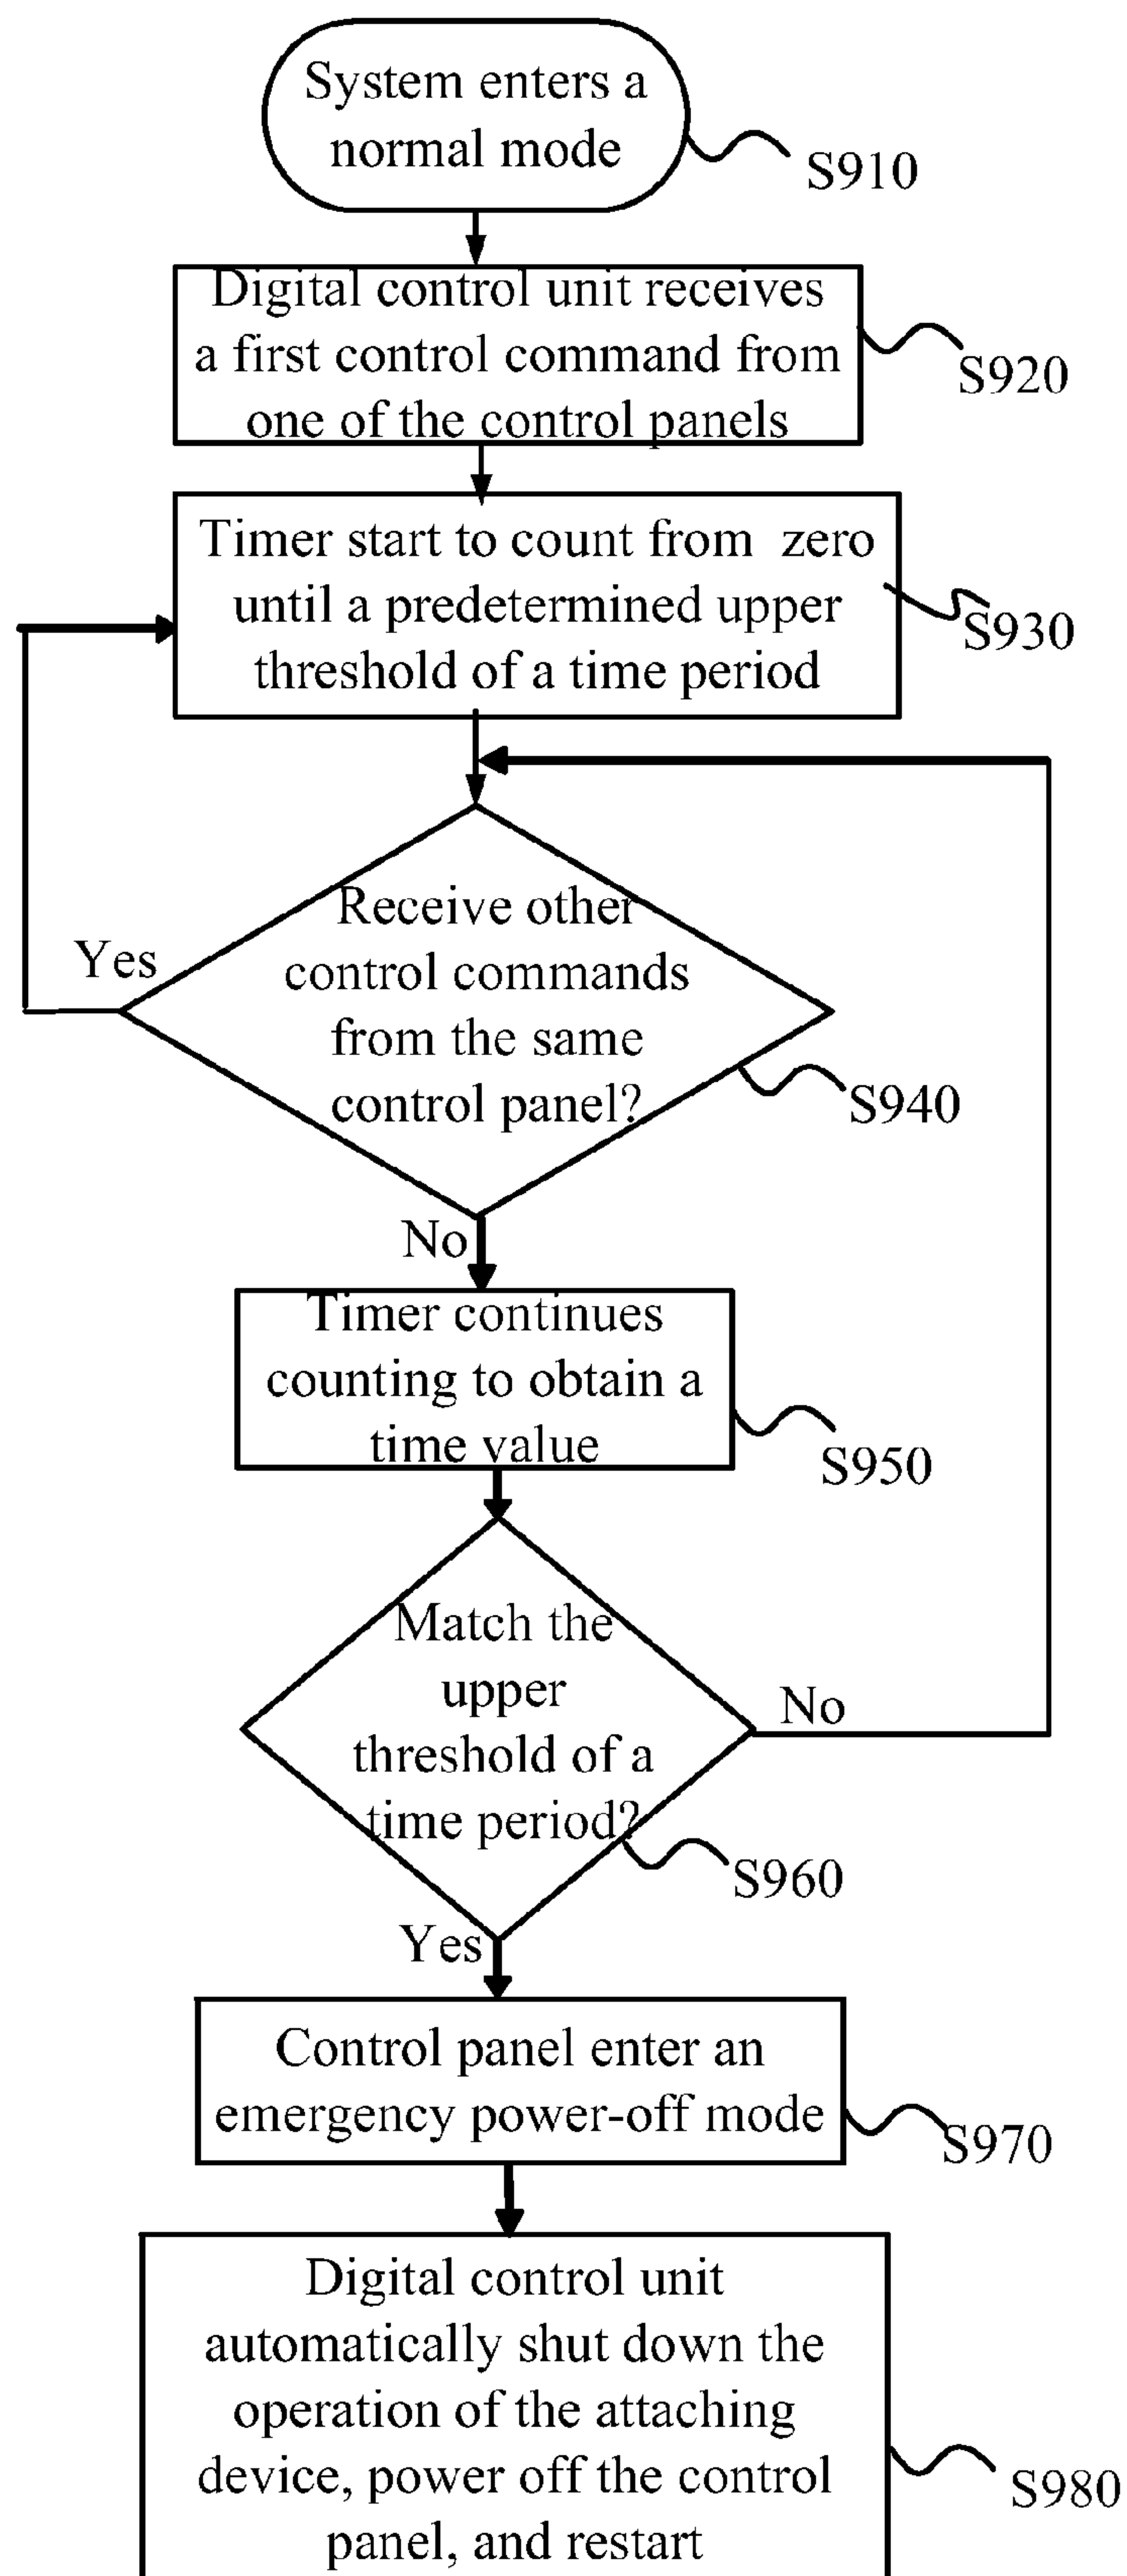 System enters a
normal mode
S910
Digital control unit receives
a first control command from
one of the control panels
S920
Timer start to count from zero
until a predetermined upper
threshold of a time period
S930
Receive other
control commands
from the same
control panel?
Yes
S940
No
Timer continues
counting to obtain a
time value
S950
Match the
upper
threshold of a
time period?
No
S960
Yes
Control panel enter an
emergency power-off mode
S970
Digital control unit
automatically shut down the
operation of the attaching
device, power off the control
panel, and restart
S980